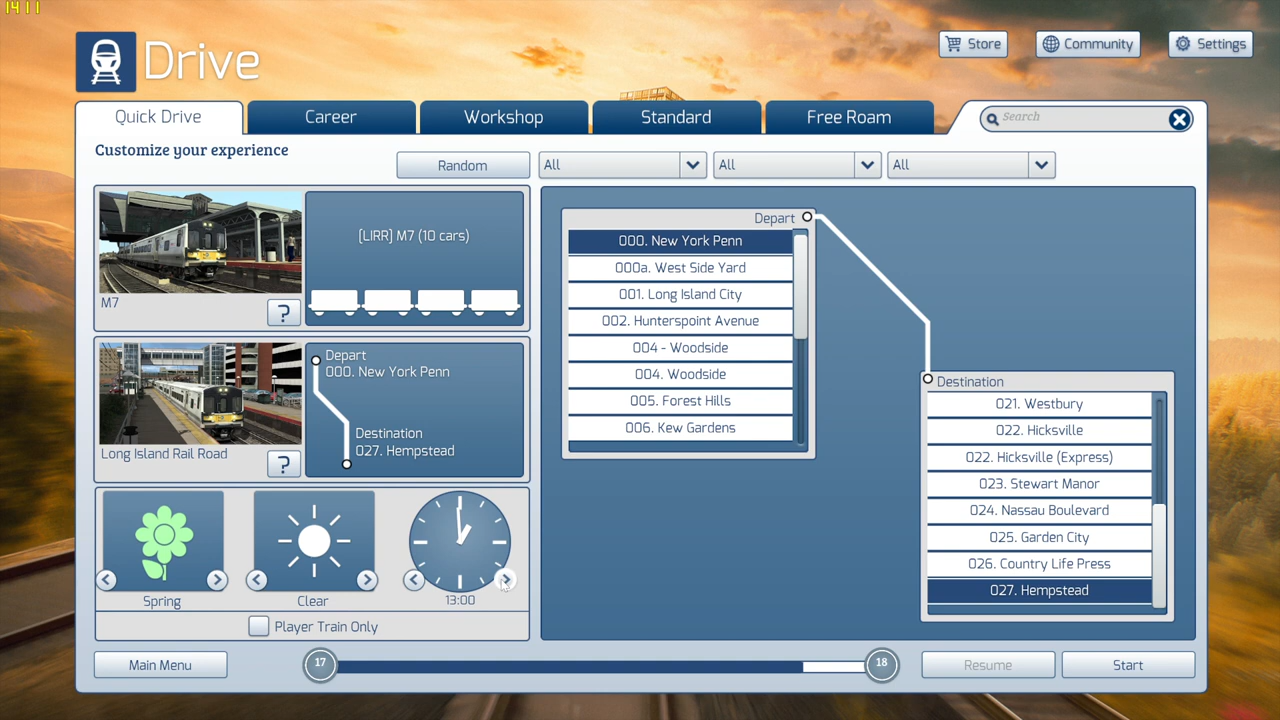 14.11
Drive
Store
Community
Settings
Quick Drive
Career
Workshop
Standard
Free Roam
Search
Customize your experience
Random
All
All
All
M7
?
[LIRR] M7 (10 cars)
Long Island Rail Road
?
Depart
000. New York Penn
Destination
027. Hempstead
Spring
Clear
13:00
Player Train Only
Depart
000. New York Penn
000a. West Side Yard
001. Long Island City
002. Hunterspoint Avenue
004 - Woodside
004. Woodside
005. Forest Hills
006. Kew Gardens
Destination
021. Westbury
022. Hicksville
022. Hicksville (Express)
023. Stewart Manor
024. Nassau Boulevard
025. Garden City
026. Country Life Press
027. Hempstead
Main Menu
17
18
Resume
Start